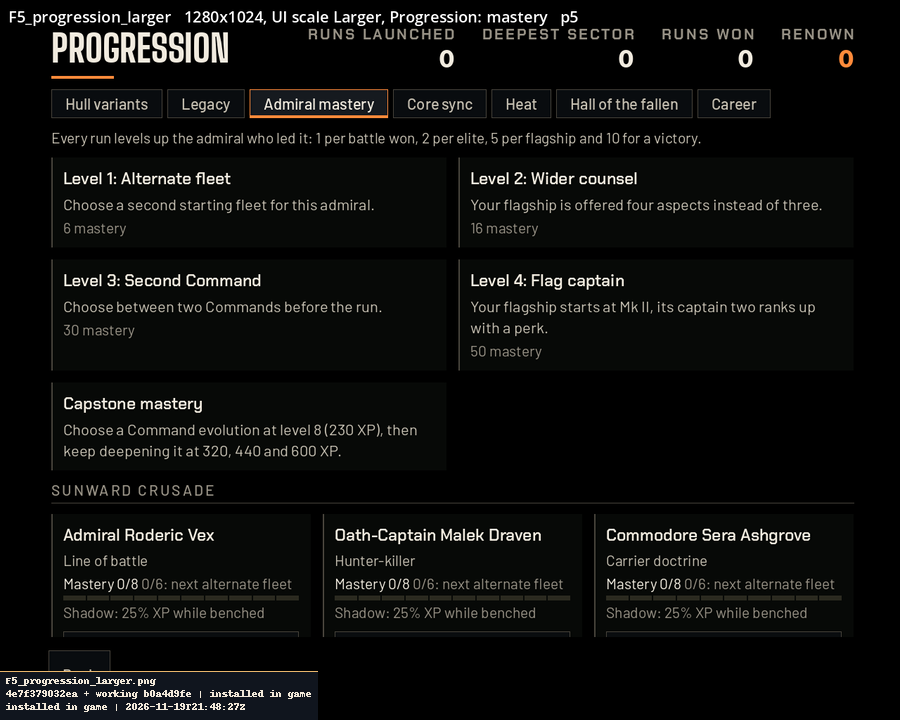 F5_progression_larger 1280x1024, UI scale Larger, Progression: mastery p5
PROGRESSION
RUNS LAUNCHED
0
DEEPEST SECTOR
0
RUNS WON
0
RENOWN
0
Hull variants
Legacy
Admiral mastery
Core sync
Heat
Hall of the fallen
Career
Every run levels up the admiral who led it: 1 per battle won, 2 per elite, 5 per flagship and 10 for a victory.
Level 1: Alternate fleet
Choose a second starting fleet for this admiral.
6 mastery
Level 2: Wider counsel
Your flagship is offered four aspects instead of three.
16 mastery
Level 3: Second Command
Choose between two Commands before the run.
30 mastery
Level 4: Flag captain
Your flagship starts at Mk II, its captain two ranks up
with a perk.
50 mastery
Capstone mastery
Choose a Command evolution at level 8 (230 XP), then
keep deepening it at 320, 440 and 600 XP.
SUNWARD CRUSADE
Admiral Roderic Vex
Line of battle
Mastery 0/8 0/6: next alternate fleet
Shadow: 25% XP while benched
Oath-Captain Malek Draven
Hunter-killer
Mastery 0/8 0/6: next alternate fleet
Shadow: 25% XP while benched
Commodore Sera Ashgrove
Carrier doctrine
Mastery 0/8 0/6: next alternate fleet
Shadow: 25% XP while benched
F5_progression_larger.png
4e7f379032ea + working b0a4d9fe | installed in game
installed in game | 2026-11-19T21:48:27Z